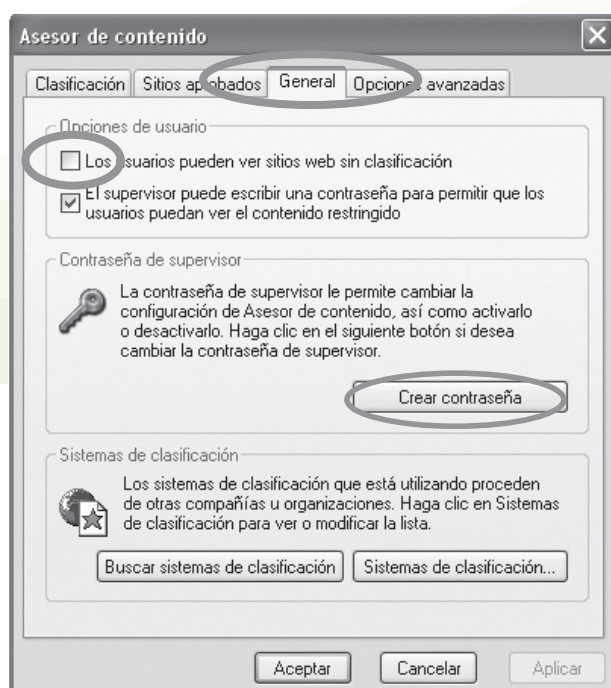 Asesor de contenido
Clasificación Sitios aprobados General Opciones avanzadas
Opciones de usuario
Los usuarios pueden ver sitios web sin clasificación
El supervisor puede escribir una contraseña para permitir que los
usuarios puedan ver el contenido restringido
Contraseña de supervisor
La contraseña de supervisor le permite cambiar la
configuración de Asesor de contenido, así como activarlo
o desactivarlo. Haga clic en el siguiente botón si desea
cambiar la contraseña de supervisor.
Crear contraseña
Sistemas de clasificación
Los sistemas de clasificación que está utilizando proceden
de otras compañías u organizaciones. Haga clic en Sistemas
de clasificación para ver o modificar la lista.
Buscar sistemas de clasificación Sistemas de clasificación...
Aceptar Cancelar Aplicar